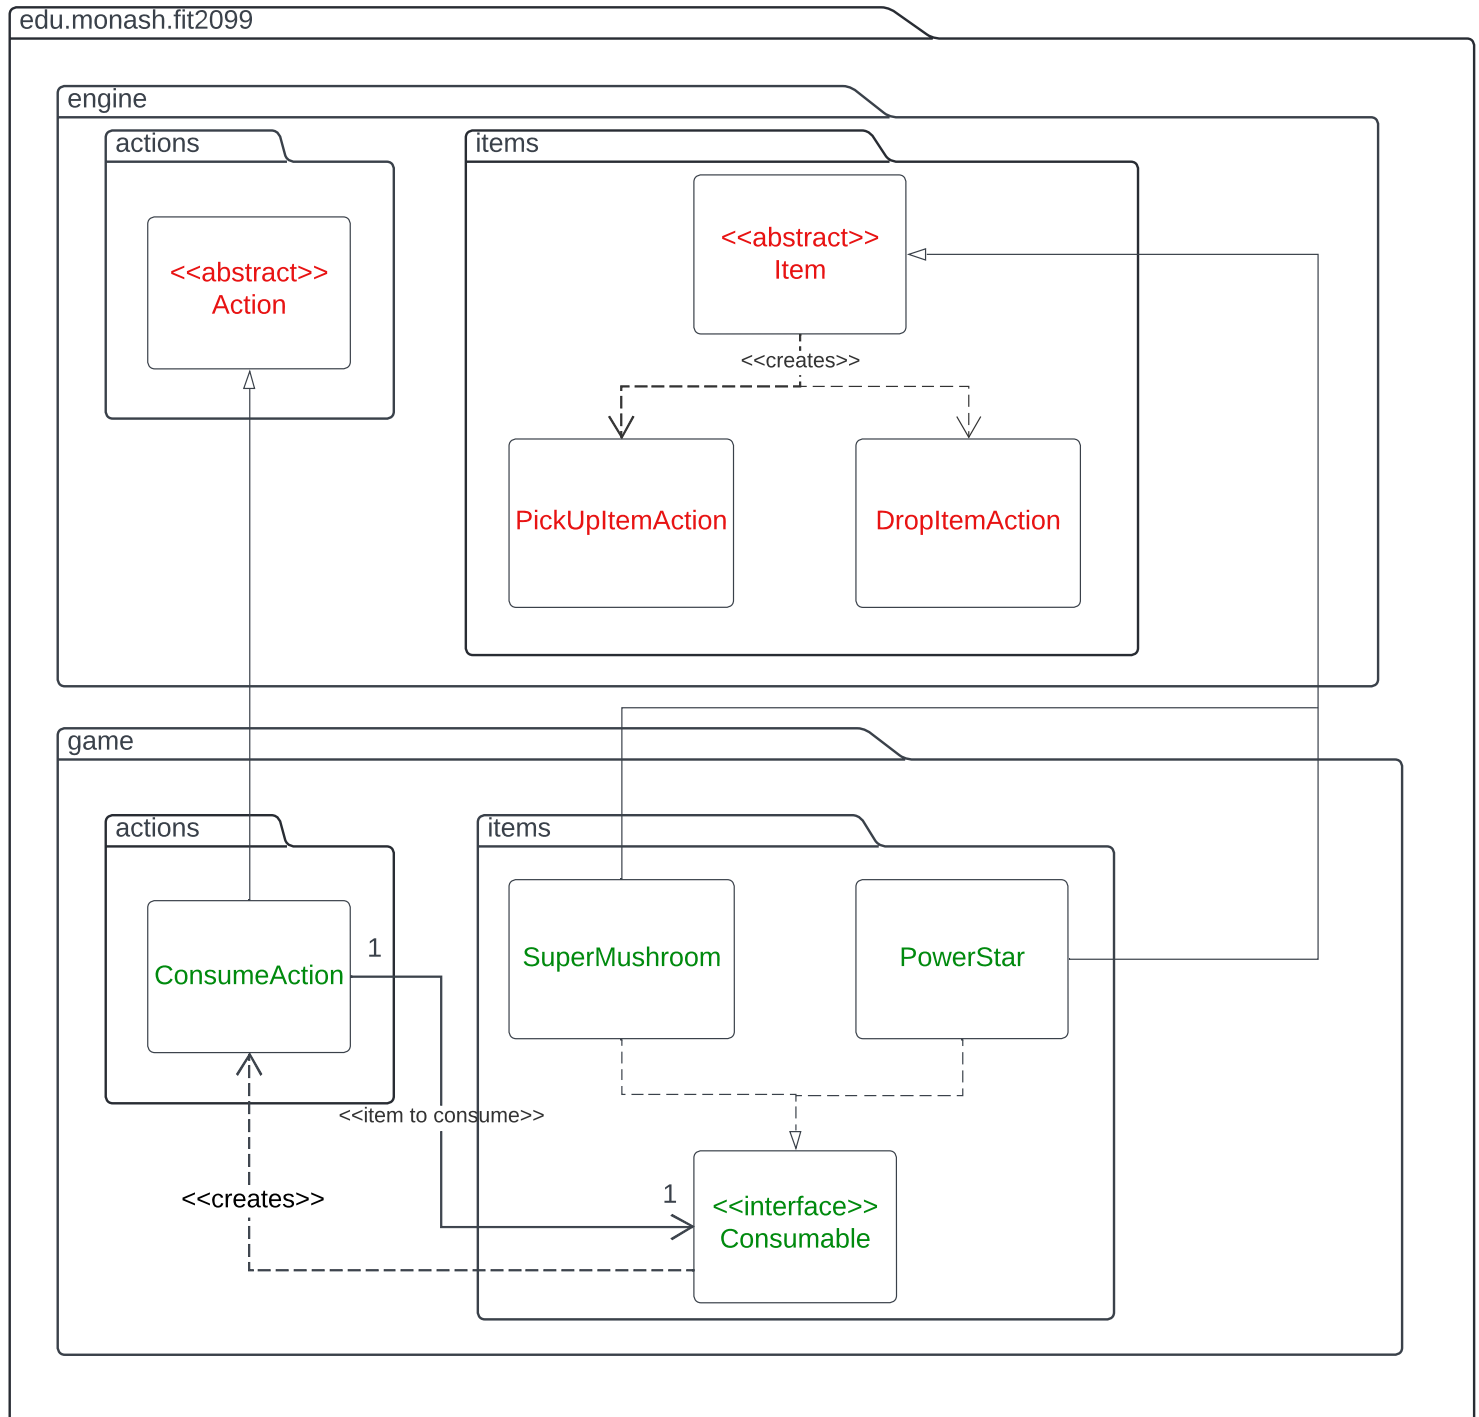 edu.monash.fit2099
engine
actions
items
<<abstract>>
Action
<<abstract>>
Item
<<creates>>
PickUpItemAction
DropItemAction
game
actions
items
ConsumeAction
1
SuperMushroom
PowerStar
<<item to consume>>
<<creates>>
1
<<interface>>
Consumable